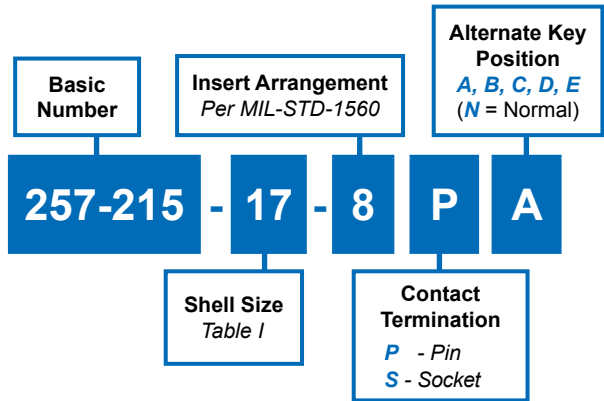 Basic
Number
Insert Arrangement
Per MIL-STD-1560
Alternate Key
Position
A, B, C, D, E
(N = Normal)
257-215 - 17 - 8 P A
Shell Size
Table I
Contact
Termination
P - Pin
S - Socket